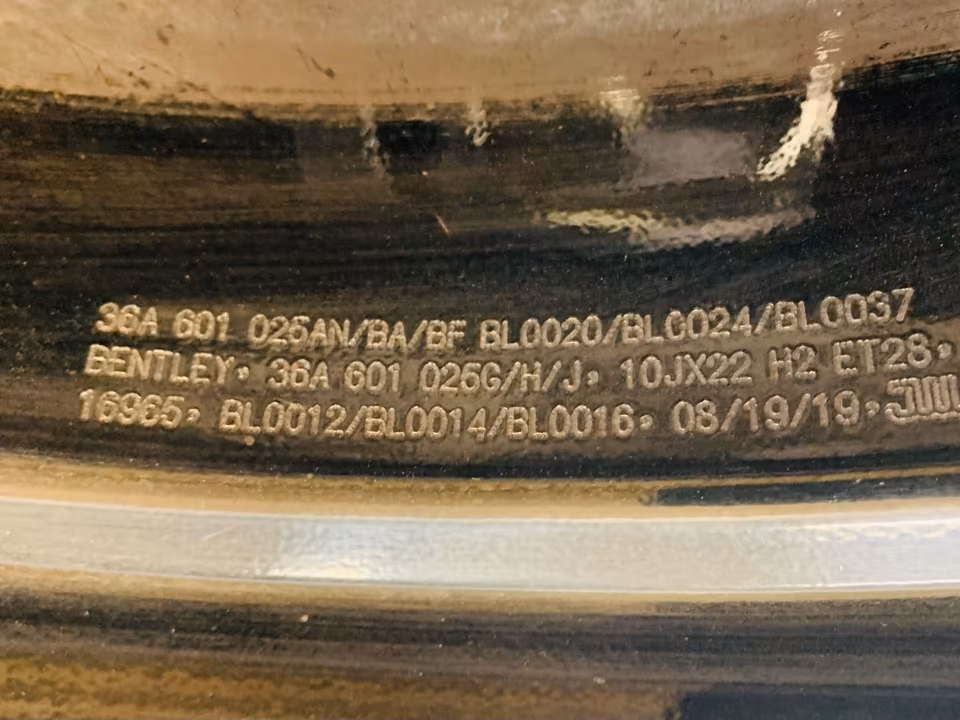 36A 601 025AN/BA/BF BL0020/BL0024/BL0037
BENTLEY, 36A 601 025G/H/J, 10JX22 H2 ET28,
16965, BL0012/BL0014/BL0016, 08/19/19,